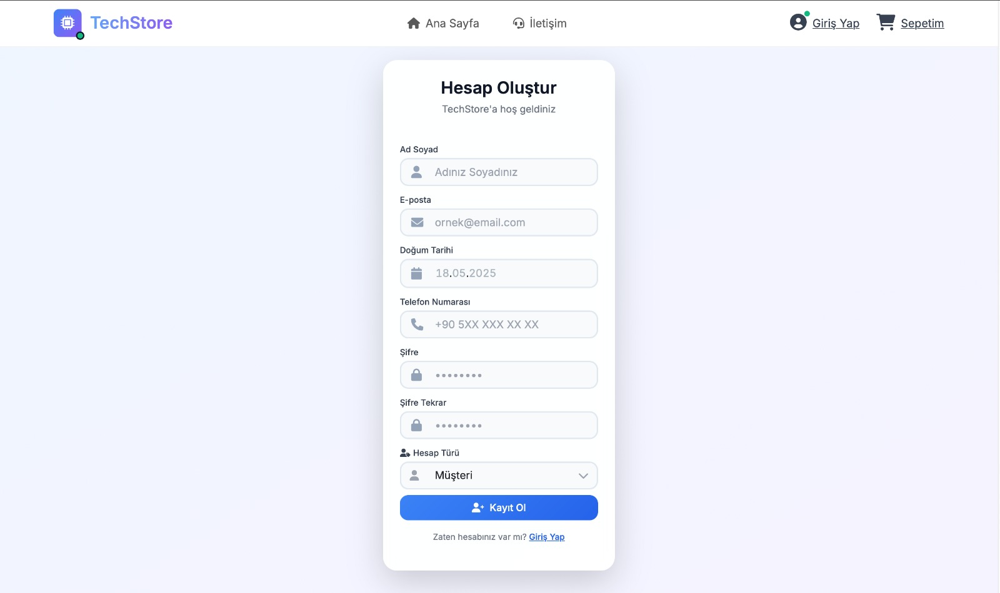 TechStore
Ana Sayfa
İletişim
Giriş Yap
Sepetim
Hesap Oluştur
TechStore'a hoş geldiniz
Ad Soyad
Adınız Soyadınız
E-posta
ornek@email.com
Doğum Tarihi
18.05.2025
Telefon Numarası
+90 5XX XXX XX XX
Şifre
••••••••
Şifre Tekrar
••••••••
Hesap Türü
Müşteri
Kayıt Ol
Zaten hesabınız var mı? Giriş Yap